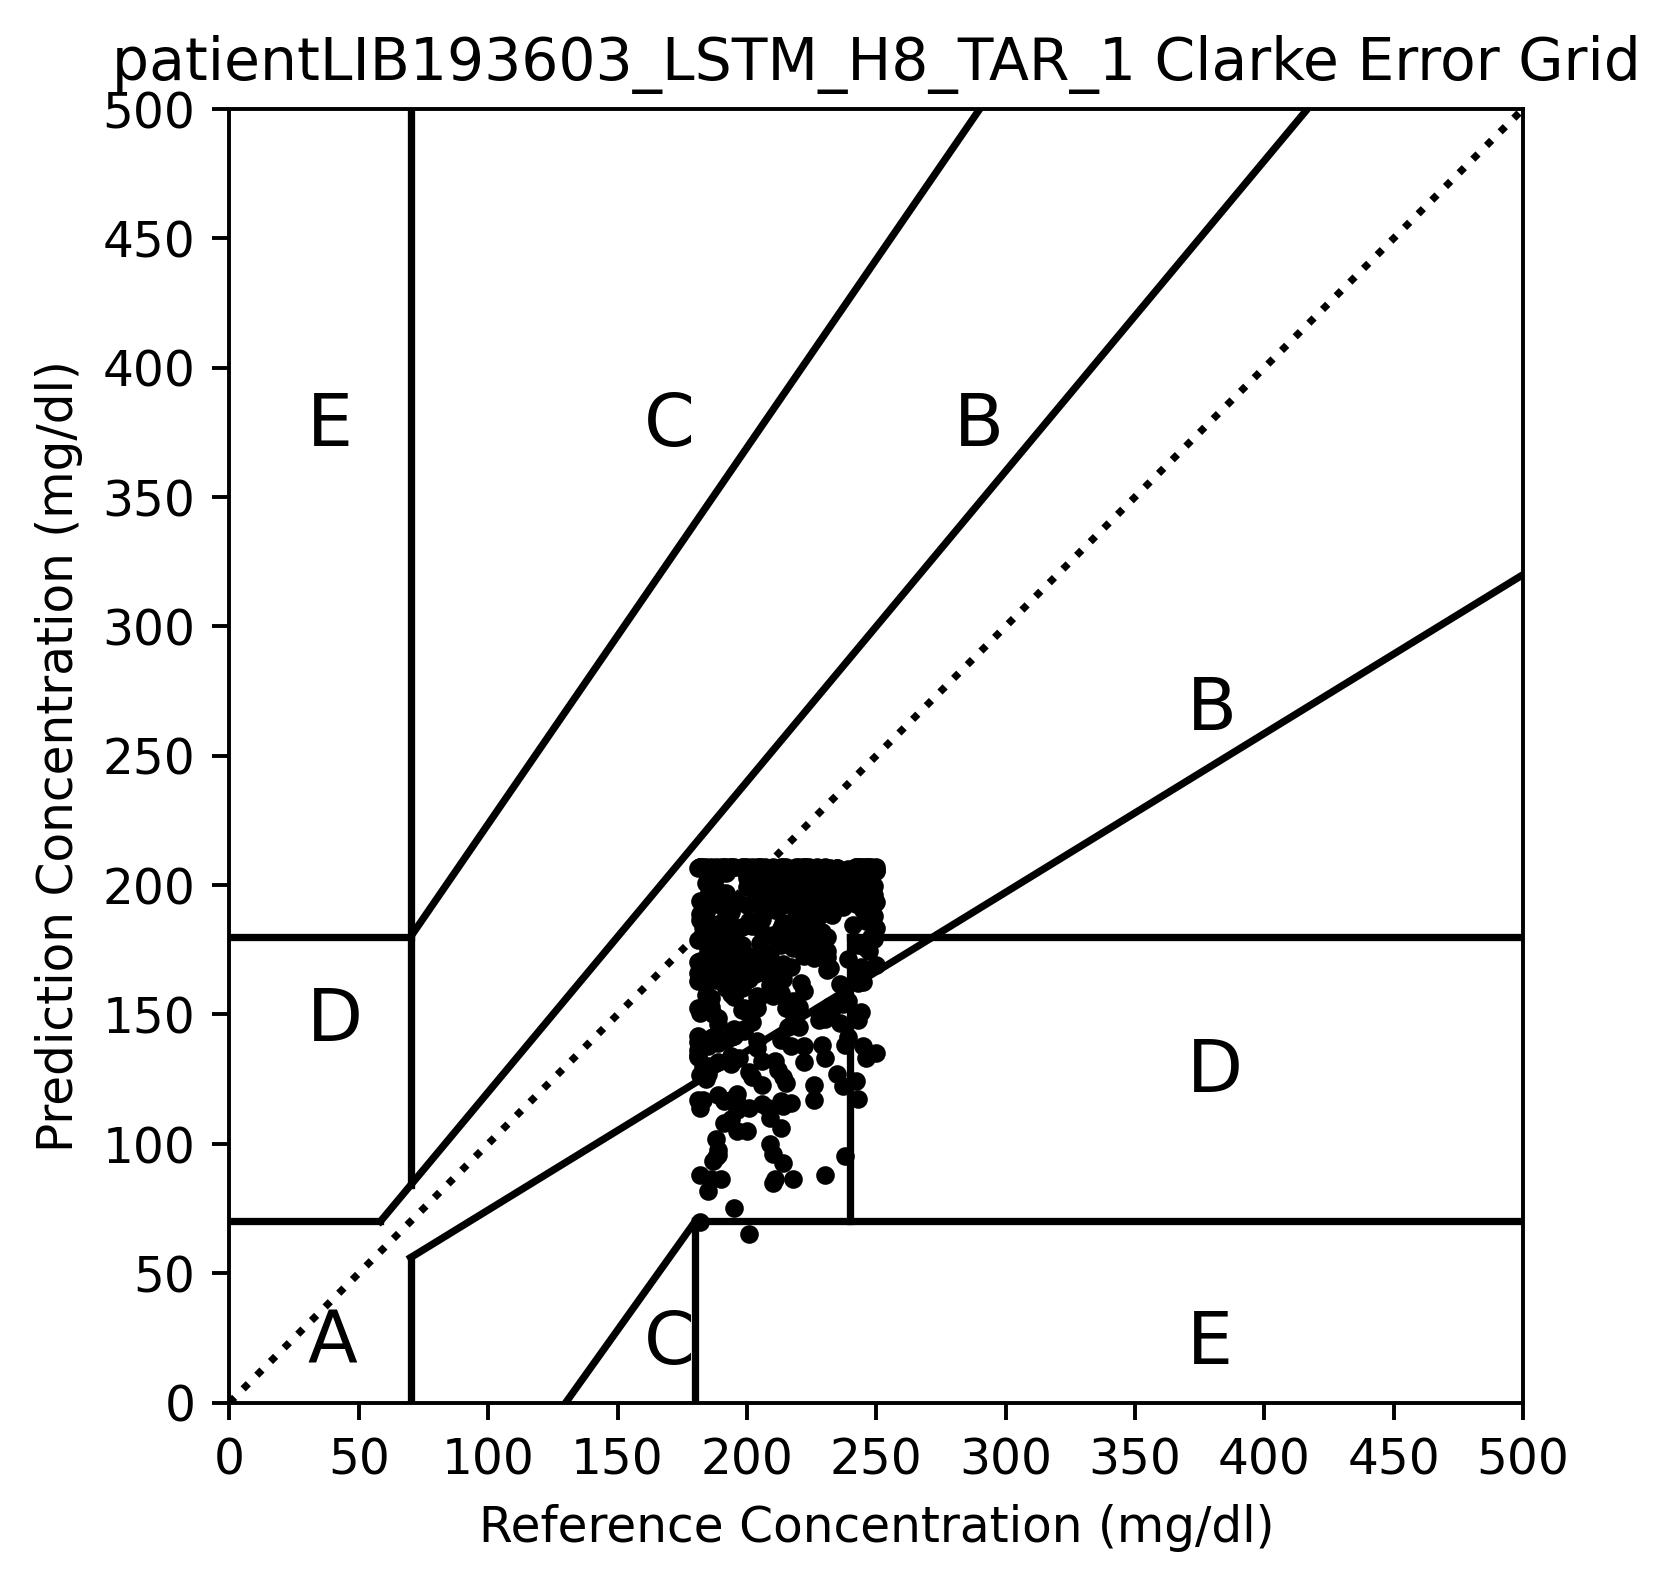 patientLIB193603_LSTM_H8_TAR_1 Clarke Error Grid
500
450
400
350
300
250
200
150
100
50
0
Prediction Concentration (mg/dl)
E
C
B
B
D
D
A
C
E
0 50 100 150 200 250 300 350 400 450 500
Reference Concentration (mg/dl)